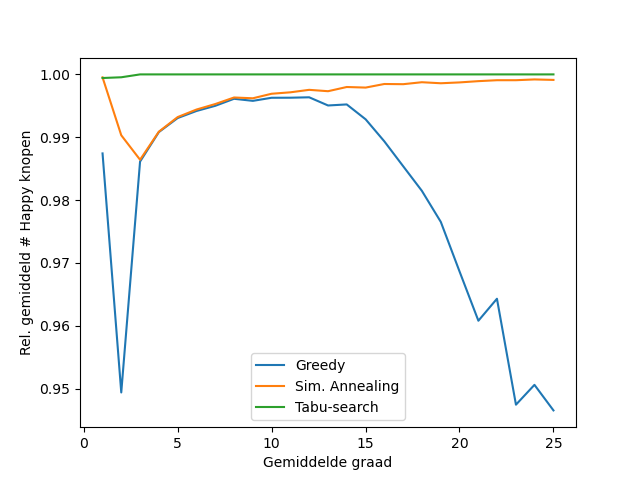 1.00
0.99
0.98
0.97
0.96
0.95
Rel. gemiddeld # Happy knopen
Greedy
Sim. Annealing
Tabu-search
0 5 10 15 20 25
Gemiddelde graad